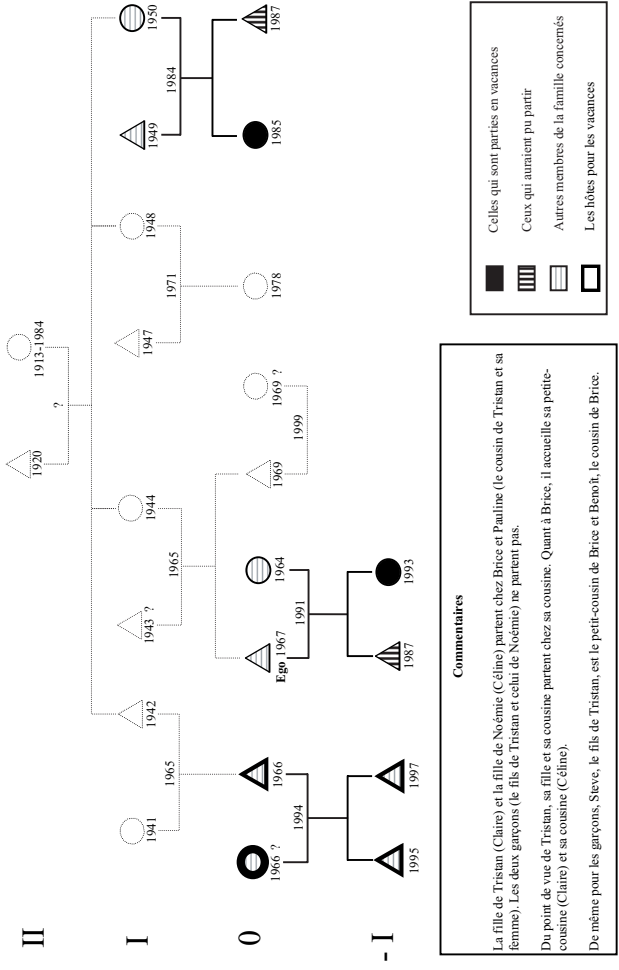 II
1920
1913-1984
?
I
1941
1942
1943 ?
1944
1947
1948
1949
1950
1965
1965
1971
1984
0
1966 ?
1966
Ego 1967
1964
1969
1969 ?
1978
1985
1987
1994
1991
1999
- I
1995
1997
1987
1993
Commentaires
La fille de Tristan (Claire) et la fille de Noémie (Céline) partent chez Brice et Pauline (le cousin de Tristan et sa
femme). Les deux garçons (le fils de Tristan et celui de Noémie) ne partent pas.
Du point de vue de Tristan, sa fille et sa cousine partent chez sa cousine. Quant à Brice, il accueille sa petite-
cousine (Claire) et sa cousine (Céline).
De même pour les garçons, Steve, le fils de Tristan, est le petit-cousin de Brice et Benoît, le cousin de Brice.
Celles qui sont parties en vacances
Ceux qui auraient pu partir
Autres membres de la famille concernés
Les hôtes pour les vacances